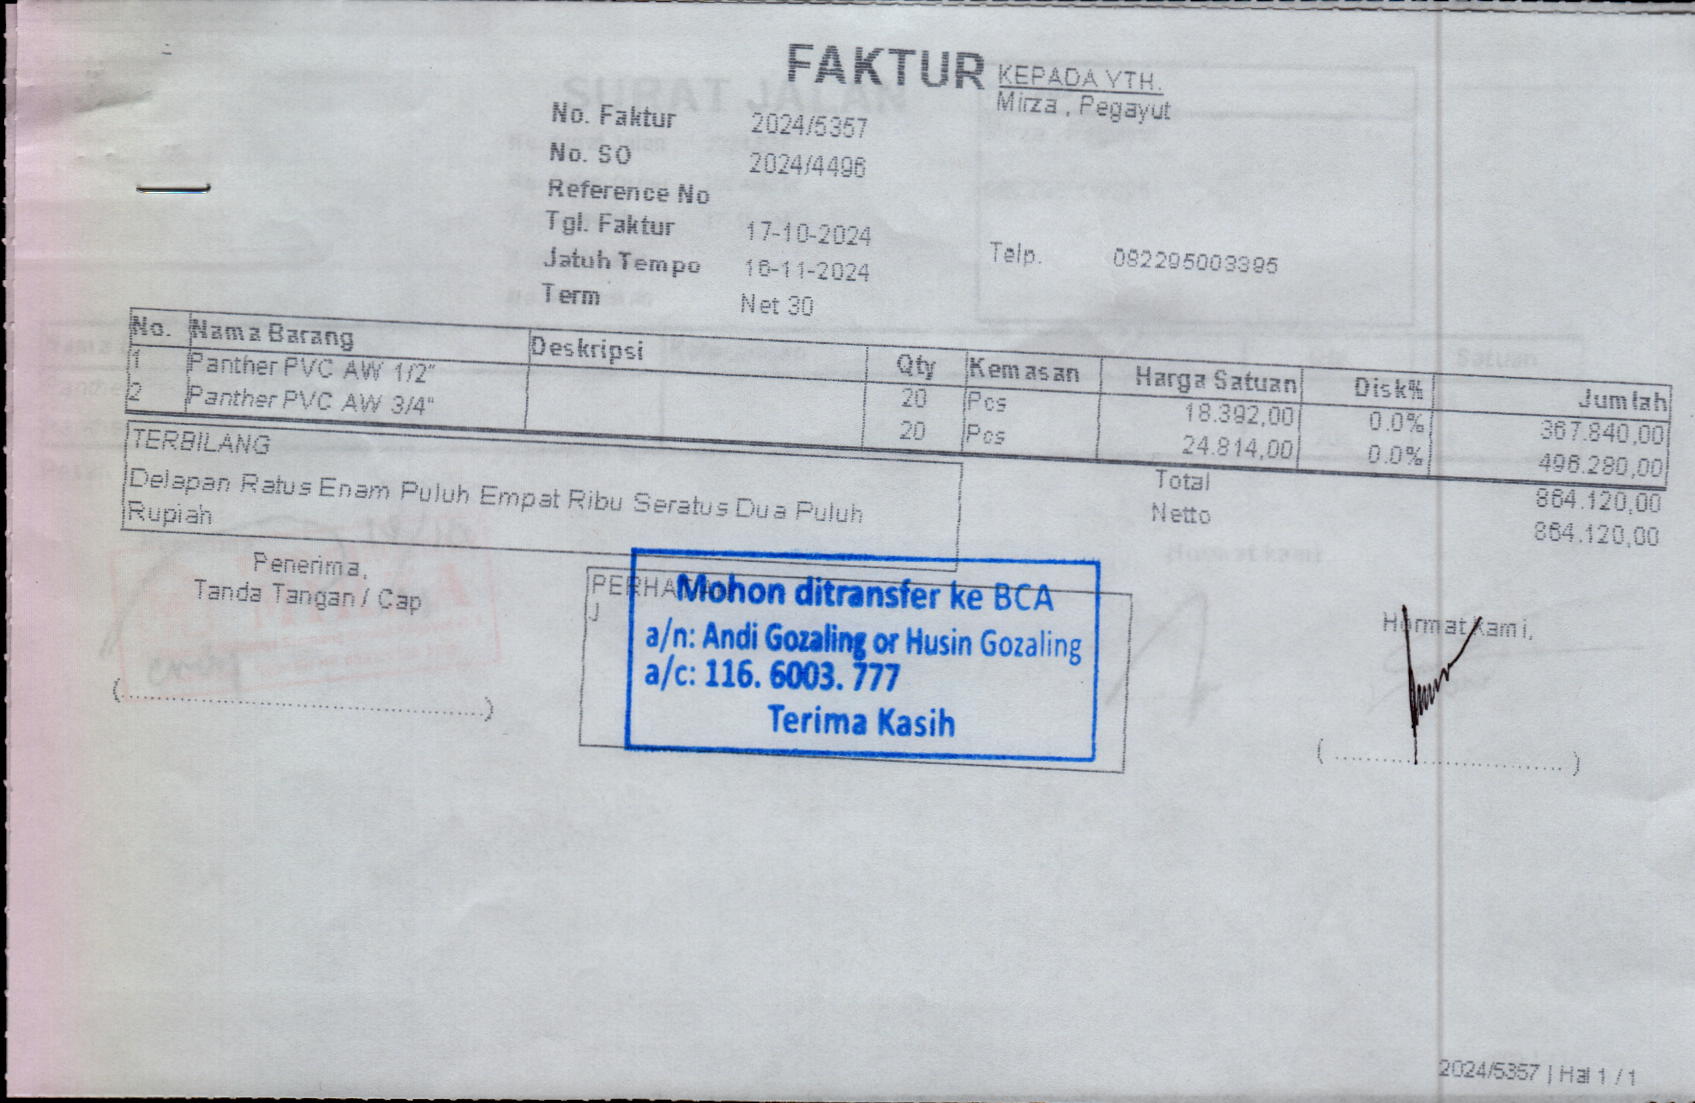 FAKTUR
KEPADA YTH.
Mirza , Pegayut
No. Faktur 2024/5357
No. SO 2024/4496
Reference No
Tgl. Faktur 17-10-2024
Jatuh Tempo 16-11-2024
Term Net 30
Telp. 082295003395
No. Nama Barang Deskripsi Qty Kemasan Harga Satuan Disk% Jumlah
1 Panther PVC AW 1/2" 20 Pcs 18.392,00 0.0% 367.840,00
2 Panther PVC AW 3/4" 20 Pcs 24.814,00 0.0% 496.280,00
TERBILANG
Delapan Ratus Enam Puluh Empat Ribu Seratus Dua Puluh
Rupiah
Total 864.120,00
Netto 864.120,00
Penerima,
Tanda Tangan / Cap
(................................................)
Mohon ditransfer ke BCA
a/n: Andi Gozaling or Husin Gozaling
a/c: 116. 6003. 777
Terima Kasih
Hormat Kami,
(................................)
2024/5357 | Hal 1 / 1